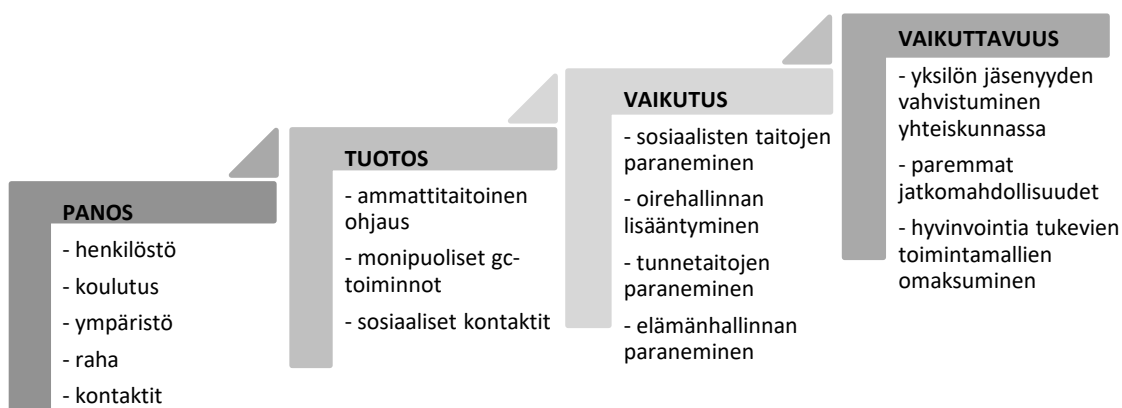 PANOS
- henkilöstö
- koulutus
- ympäristö
- raha
- kontaktit
TUOTOS
- ammattitaitoinen
ohjaus
- monipuoliset gc-
toiminnot
- sosiaaliset kontaktit
VAIKUTUS
- sosiaalisten taitojen
paraneminen
- oirehallinnan
lisääntyminen
- tunnetaitojen
paraneminen
- elämänhallinnan
paraneminen
VAIKUTTAVUUS
- yksilön jäsenyyden
vahvistuminen
yhteiskunnassa
- paremmat
jatkomahdollisuudet
- hyvinvointia tukevien
toimintamallien
omaksuminen